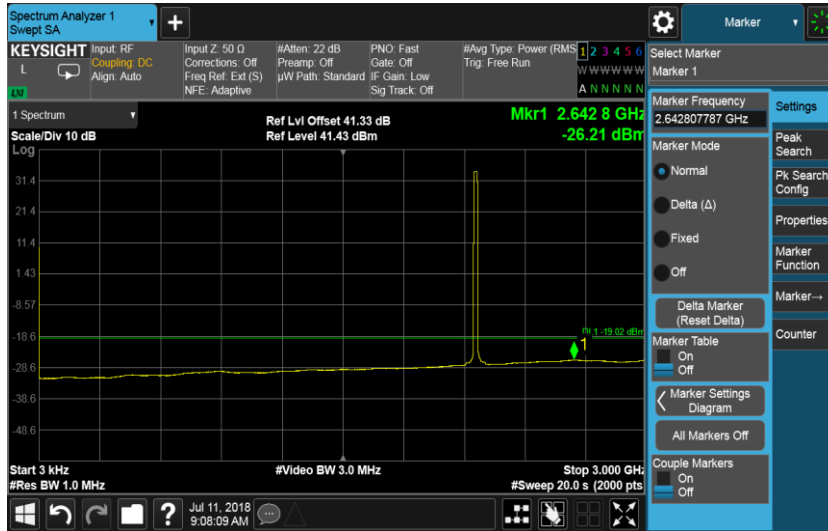 Spectrum Analyzer 1
Swept SA
Marker
KEYSIGHT
L
LXI
Input: RF
Coupling: DC
Align: Auto
Input Z: 50 Ω
Corrections: Off
Freq Ref: Ext (S)
NFE: Adaptive
#Atten: 22 dB
Preamp: Off
µW Path: Standard
PNO: Fast
Gate: Off
IF Gain: Low
Sig Track: Off
#Avg Type: Power (RMS
Trig: Free Run
1 2 3 4 5 6
W W W W W W
A N N N N N
Select Marker
Marker 1
1 Spectrum
Scale/Div 10 dB
Log
Ref Lvl Offset 41.33 dB
Ref Level 41.43 dBm
Mkr1 2.642 8 GHz
-26.21 dBm
31.4
21.4
11.4
1.43
-8.57
-18.6
-28.6
-38.6
-48.6
1 -19.02 dBm
1
Start 3 kHz
#Res BW 1.0 MHz
#Video BW 3.0 MHz
Stop 3.000 GHz
#Sweep 20.0 s (2000 pts
Marker Frequency
2.642807787 GHz
Marker Mode
Normal
Delta (Δ)
Fixed
Off
Delta Marker
(Reset Delta)
Marker Table
On
Off
Marker Settings
Diagram
All Markers Off
Couple Markers
On
Off
Settings
Peak
Search
Pk Search
Config
Properties
Marker
Function
Marker→
Counter
?
Jul 11, 2018
9:08:09 AM